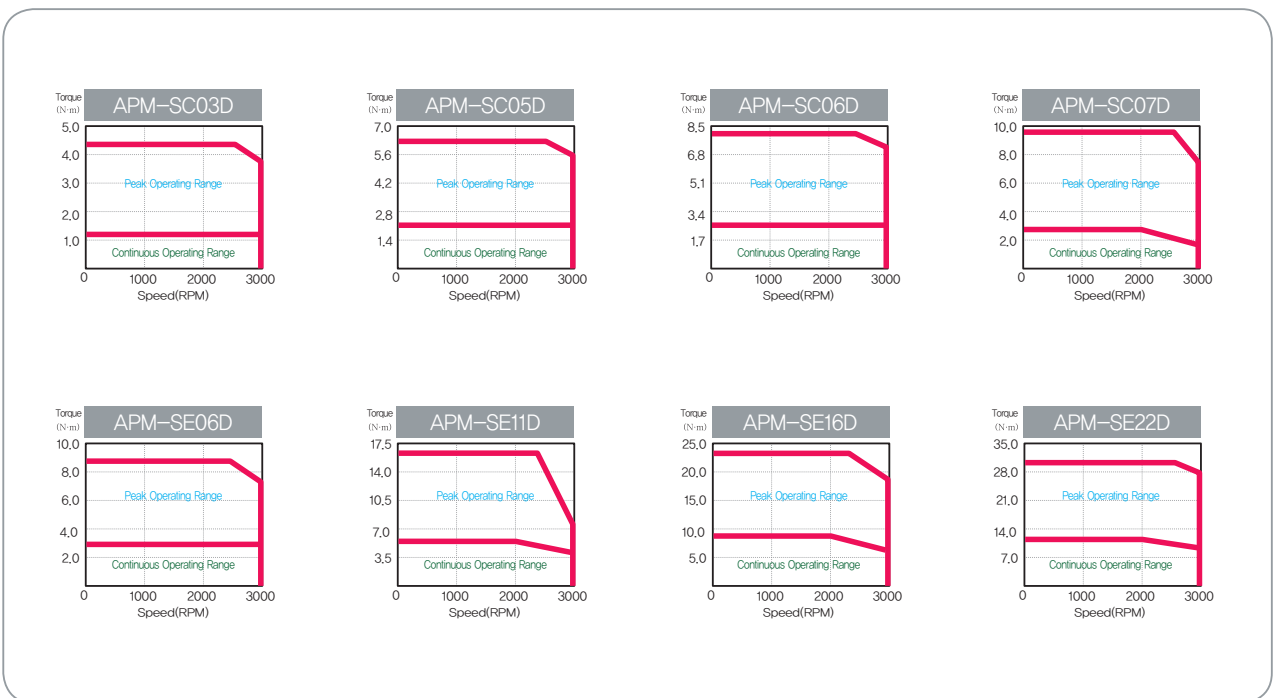 APM-SC03D
Torque
(N·m)
5,0
4,0
3,0
2,0
1,0
Peak Operating Range
Continuous Operating Range
0 1000 2000 3000
Speed(RPM)
APM-SC05D
Torque
(N·m)
7,0
5,6
4,2
2,8
1,4
Peak Operating Range
Continuous Operating Range
0 1000 2000 3000
Speed(RPM)
APM-SC06D
Torque
(N·m)
8,5
6,8
5,1
3,4
1,7
Peak Operating Range
Continuous Operating Range
0 1000 2000 3000
Speed(RPM)
APM-SC07D
Torque
(N·m)
10,0
8,0
6,0
4,0
2,0
Peak Operating Range
Continuous Operating Range
0 1000 2000 3000
Speed(RPM)
APM-SE06D
Torque
(N·m)
10,0
8,0
6,0
4,0
2,0
Peak Operating Range
Continuous Operating Range
0 1000 2000 3000
Speed(RPM)
APM-SE11D
Torque
(N·m)
17,5
14,0
10,5
7,0
3,5
Peak Operating Range
Continuous Operating Range
0 1000 2000 3000
Speed(RPM)
APM-SE16D
Torque
(N·m)
25,0
20,0
15,0
10,0
5,0
Peak Operating Range
Continuous Operating Range
0 1000 2000 3000
Speed(RPM)
APM-SE22D
Torque
(N·m)
35,0
28,0
21,0
14,0
7,0
Peak Operating Range
Continuous Operating Range
0 1000 2000 3000
Speed(RPM)